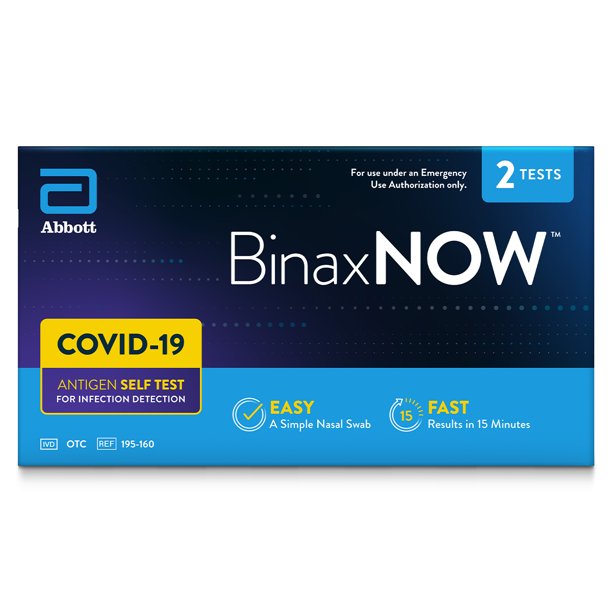 Abbott
For use under an Emergency
Use Authorization only.
2 TESTS
BinaxNOW™
COVID-19
ANTIGEN SELF TEST
FOR INFECTION DETECTION
EASY
A Simple Nasal Swab
15
FAST
Results in 15 Minutes
IVD OTC REF 195-160